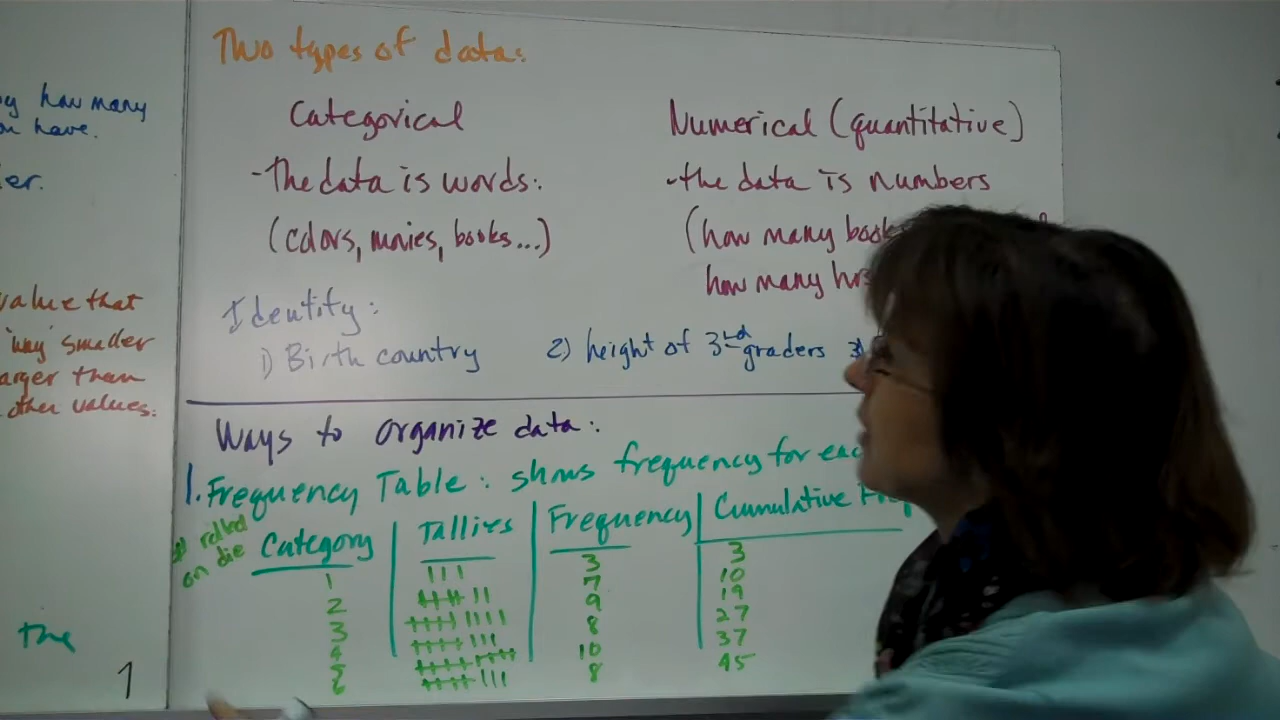 how many
have.
er.
value that
smaller
arger than
other values.
the
1
Two types of data:
Categorical
- The data is words.
(colors, movies, books...)
Numerical (quantitative)
- the data is numbers
(how many book
how many hrs
Identify:
1) Birth country
2) height of 3rd graders
Ways to organize data:
1. Frequency Table: shows frequency for eac
rolled on die
Category | Tallies | Frequency | Cumulative
1 | 3 | 3
2 | 7 | 10
3 | 9 | 19
4 | 8 | 27
5 | 10 | 37
6 | 8 | 45